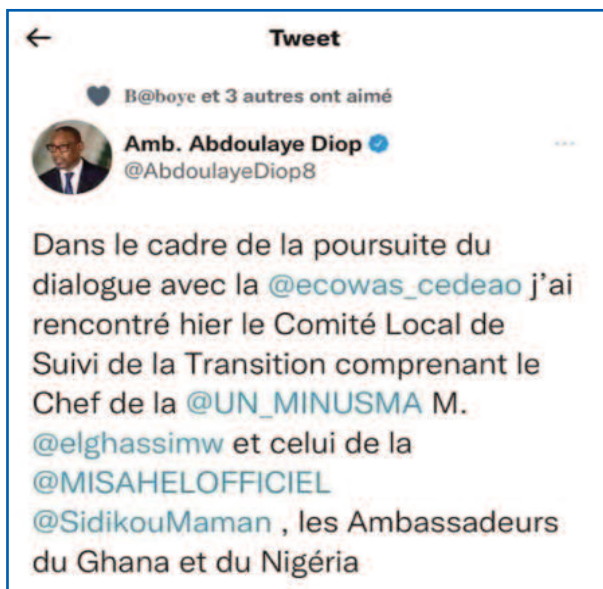 Tweet
B@boye et 3 autres ont aimé
Amb. Abdoulaye Diop
@AbdoulayeDiop8
Dans le cadre de la poursuite du
dialogue avec la @ecowas_cedeao j'ai
rencontré hier le Comité Local de
Suivi de la Transition comprenant le
Chef de la @UN_MINUSMA M.
@elghassimw et celui de la
@MISAHELOFFICIEL
@SidikouMaman , les Ambassadeurs
du Ghana et du Nigéria